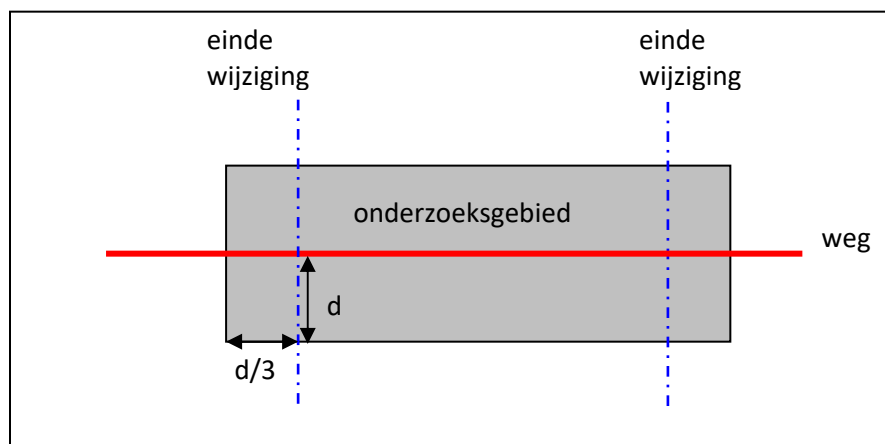 einde
wijziging
einde
wijziging
onderzoeksgebied
weg
d
d/3